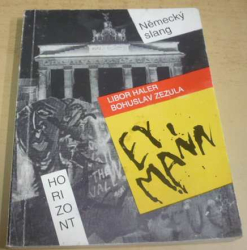 Německý
slang
LIBOR HALER
BOHUSLAV ZEZULA
EY,
MANN
HO
RI
ZO
NT